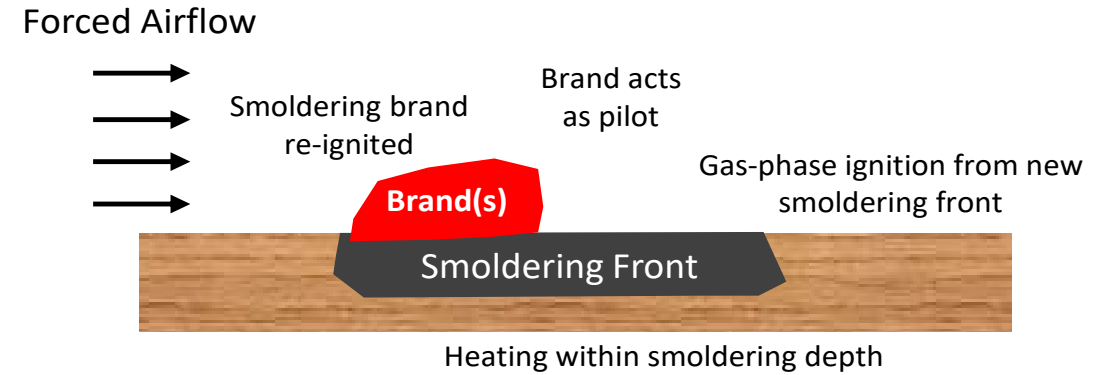 Forced Airflow
Brand acts
as pilot
Smoldering brand
re-ignited
Gas-phase ignition from new
smoldering front
Brand(s)
Smoldering Front
Heating within smoldering depth